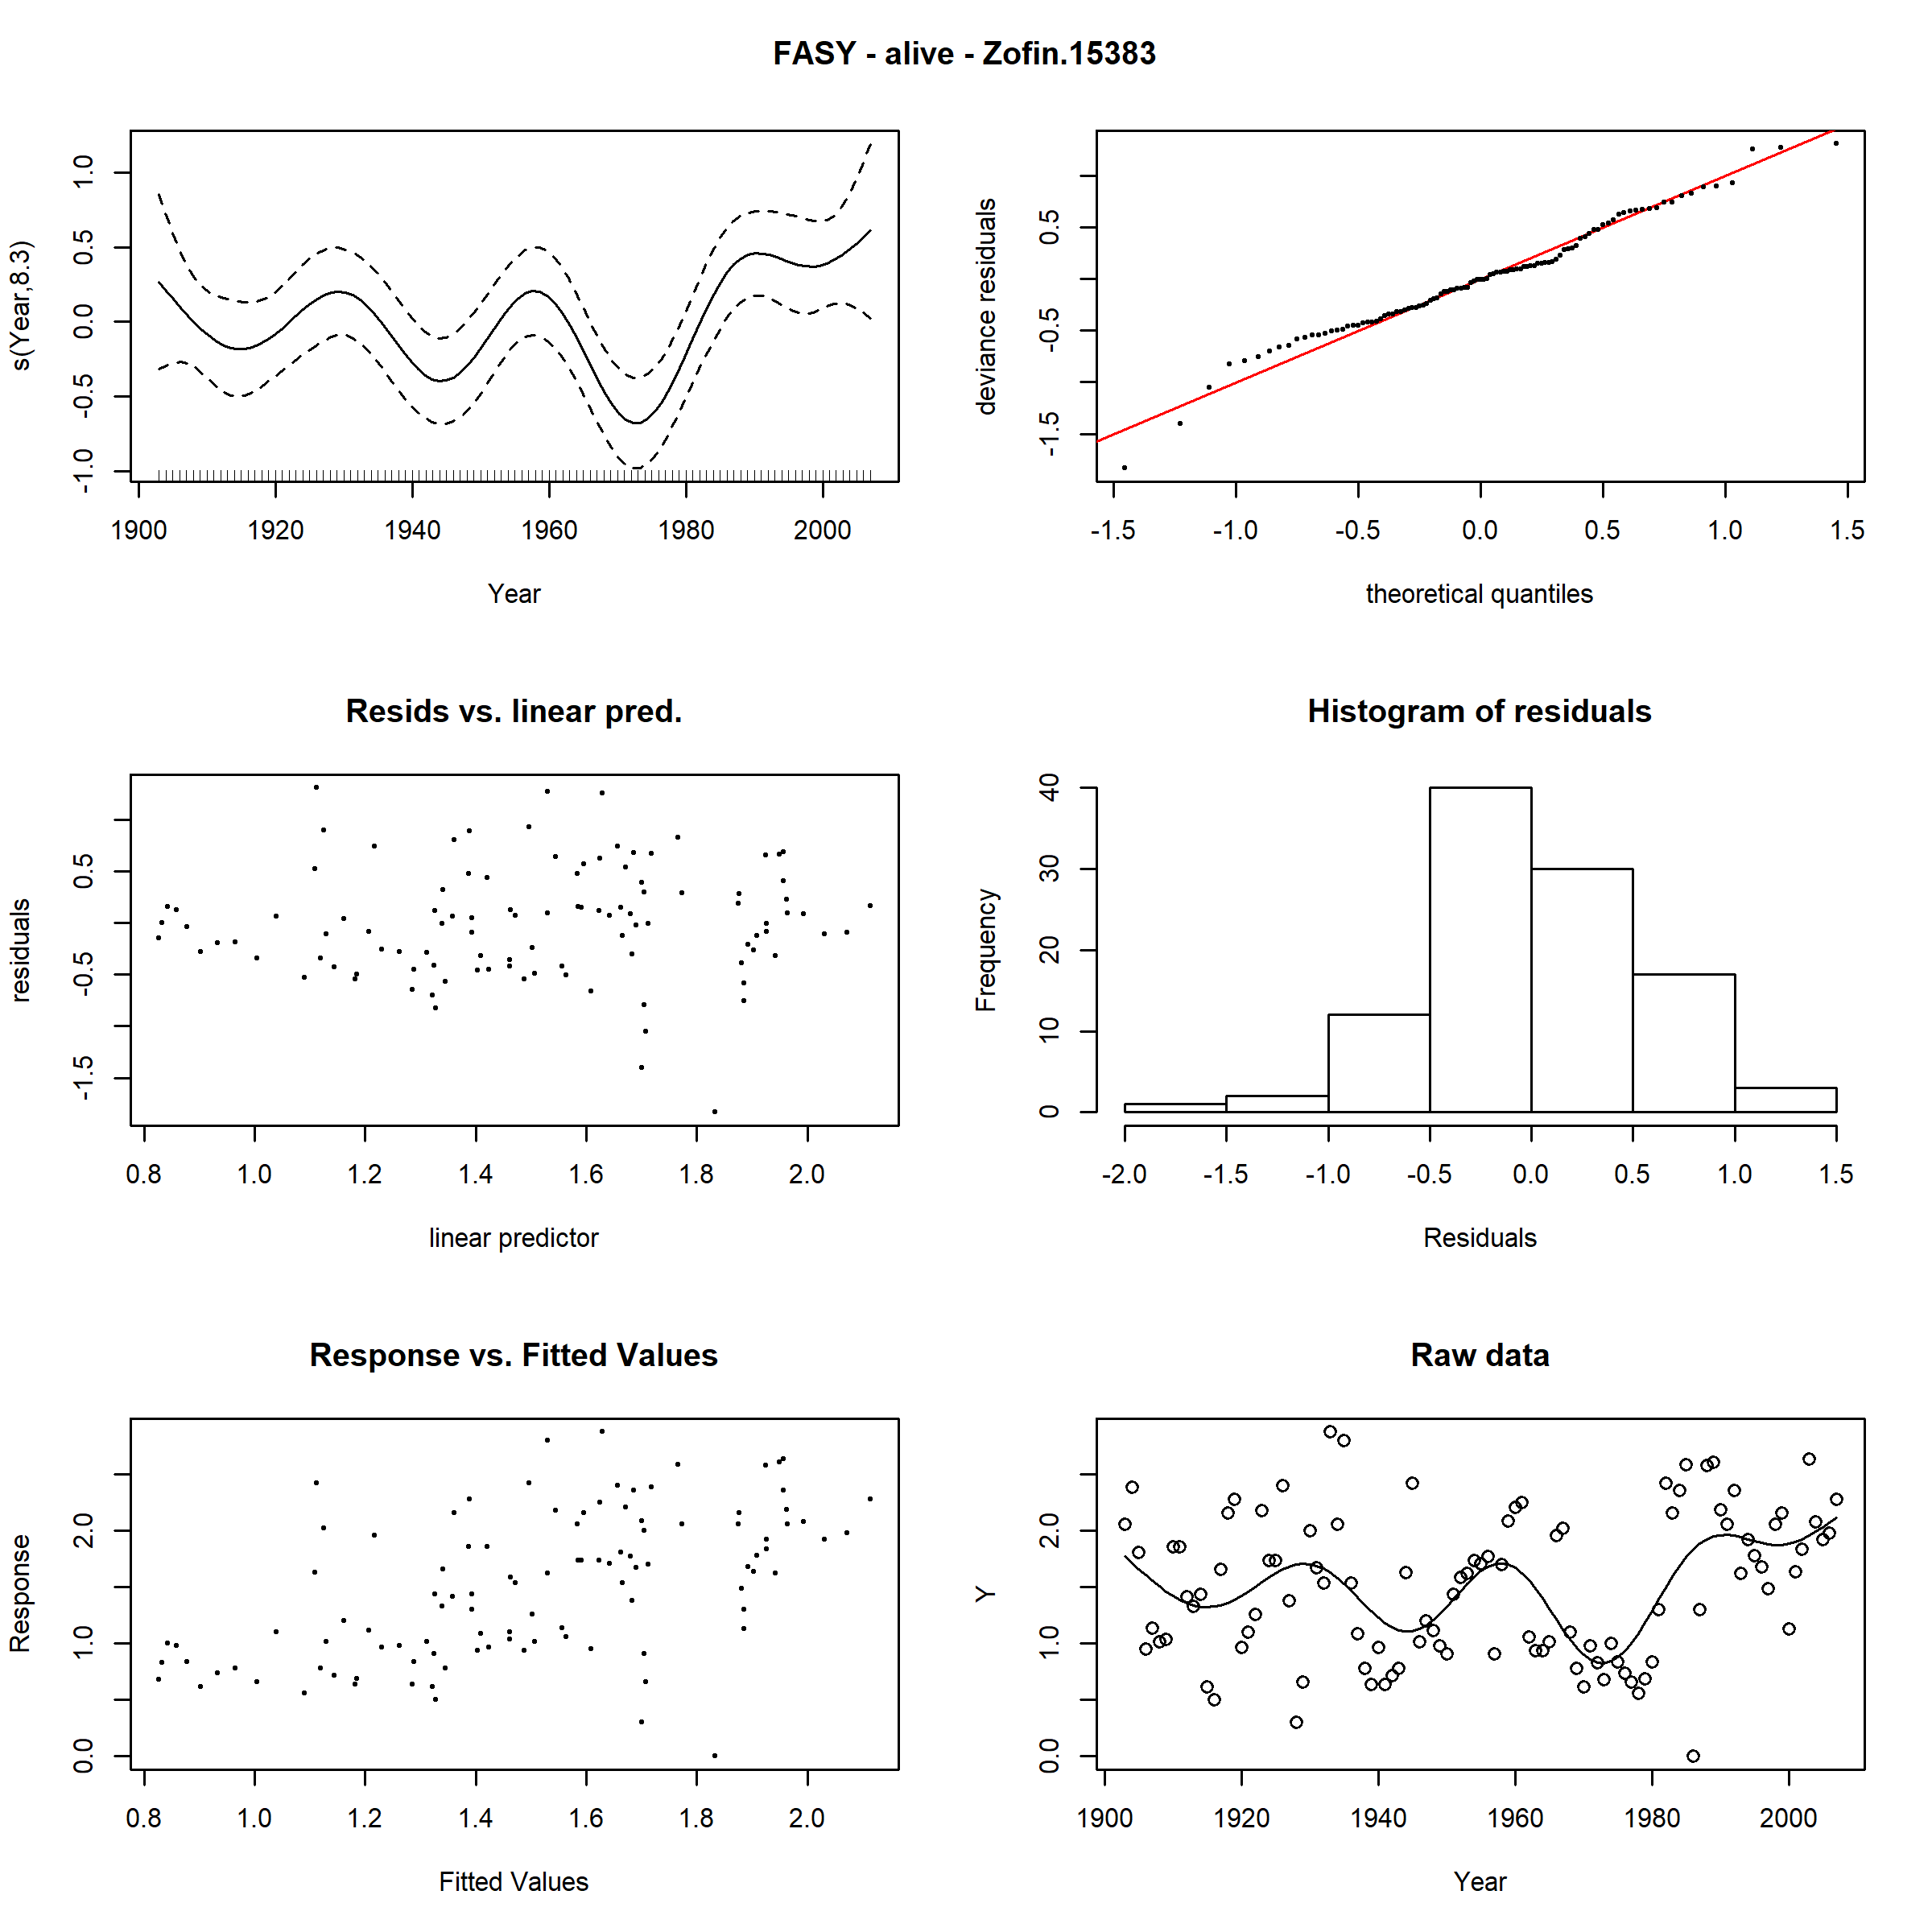 FASY - alive - Zofin.15383
s(Year,8.3)
-1.0 -0.5 0.0 0.5 1.0
1900 1920 1940 1960 1980 2000
Year
deviance residuals
-1.5 -0.5 0.5
-1.5 -1.0 -0.5 0.0 0.5 1.0 1.5
theoretical quantiles
Resids vs. linear pred.
residuals
-1.5 -0.5 0.5
0.8 1.0 1.2 1.4 1.6 1.8 2.0
linear predictor
Histogram of residuals
Frequency
0 10 20 30 40
-2.0 -1.5 -1.0 -0.5 0.0 0.5 1.0 1.5
Residuals
Response vs. Fitted Values
Response
0.0 1.0 2.0
0.8 1.0 1.2 1.4 1.6 1.8 2.0
Fitted Values
Raw data
Y
0.0 1.0 2.0
1900 1920 1940 1960 1980 2000
Year